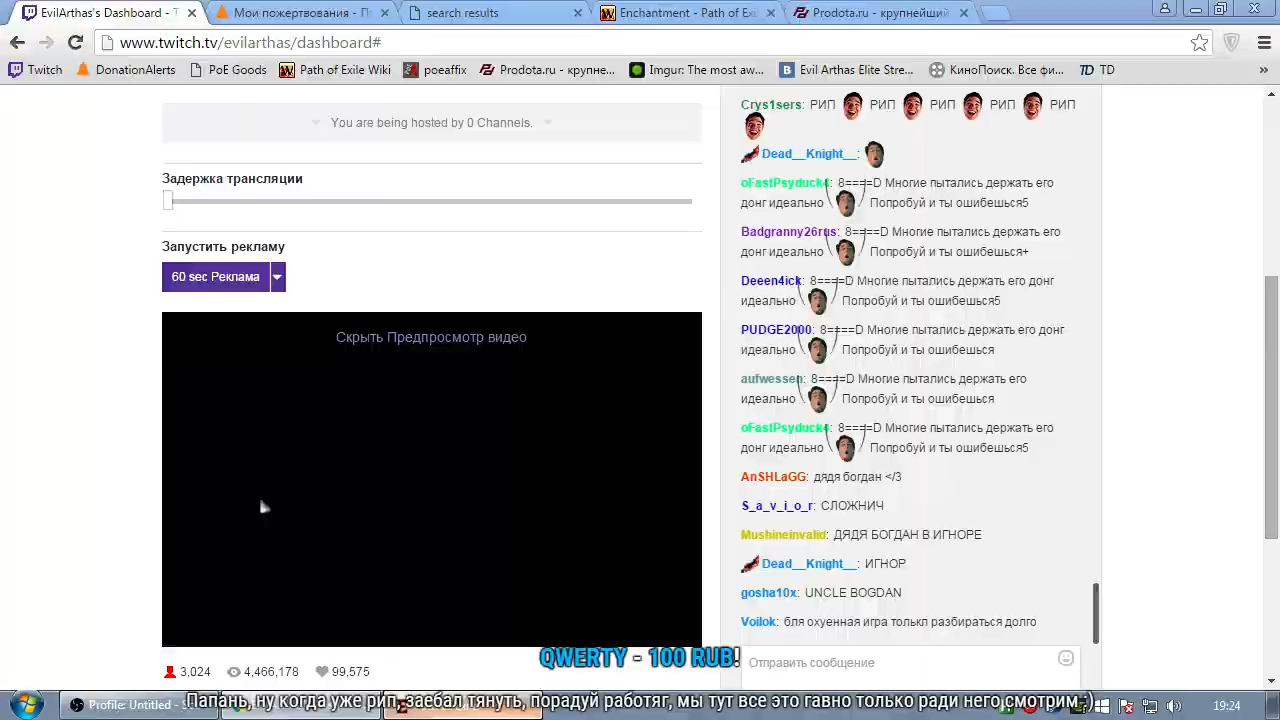 EvilArthas's Dashboard - T
Мои пожертвования - П
search results
Enchantment - Path of Exi
Prodota.ru - крупнейший
www.twitch.tv/evilarthas/dashboard#
Twitch
DonationAlerts
PoE Goods
Path of Exile Wiki
poeaffix
Prodota.ru - крупне...
Imgur: The most aw...
Evil Arthas Elite Stre...
КиноПоиск. Все фи...
TD
»
You are being hosted by 0 Channels.
Задержка трансляции
Запустить рекламу
60 sec Реклама
Скрыть Предпросмотр видео
3,024
4,466,178
99,575
Crys1sers: РИП РИП РИП РИП РИП
Dead__Knight__:
oFastPsyduck4: 8===D Многие пытались держать его
донг идеально Попробуй и ты ошибешься5
Badgranny26rus: 8====D Многие пытались держать его
донг идеально Попробуй и ты ошибешься+
Deeen4ick: 8===D Многие пытались держать его донг
идеально Попробуй и ты ошибешься5
PUDGE2000: 8====D Многие пытались держать его донг
идеально Попробуй и ты ошибешься
aufwessen: 8===D Многие пытались держать его
идеально Попробуй и ты ошибешься
oFastPsyduck4: 8===D Многие пытались держать его
донг идеально Попробуй и ты ошибешься5
AnSHLaGG: дядя богдан </3
S_a_v_i_o_r: СЛОЖНИЧ
Mushineinvalid: ДЯДЯ БОГДАН В ИГНОРЕ
Dead__Knight__: ИГНОР
gosha10x: UNCLE BOGDAN
Voilok: бля охуенная игра толькл разбираться долго
Отправить сообщение
QWERTY - 100 RUB!
Папань, ну когда уже рип, заебал тянуть, порадуй работяг, мы тут все это гавно только ради него смотрим :)
Profile: Untitled - S
19:24